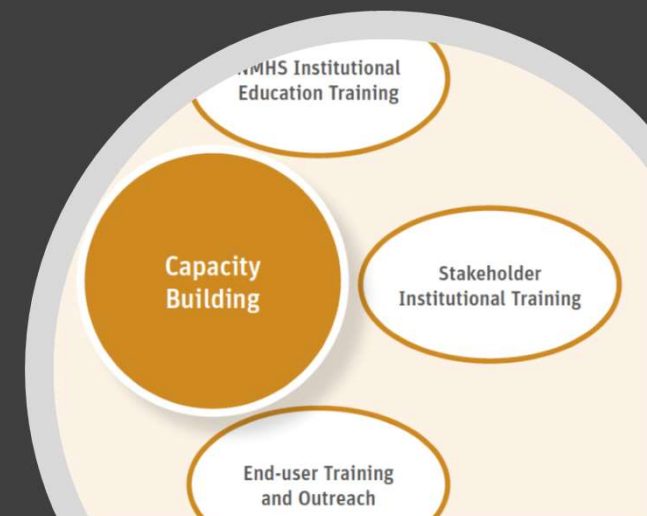 NMHS Institutional
Education Training
Capacity
Building
Stakeholder
Institutional Training
End-user Training
and Outreach